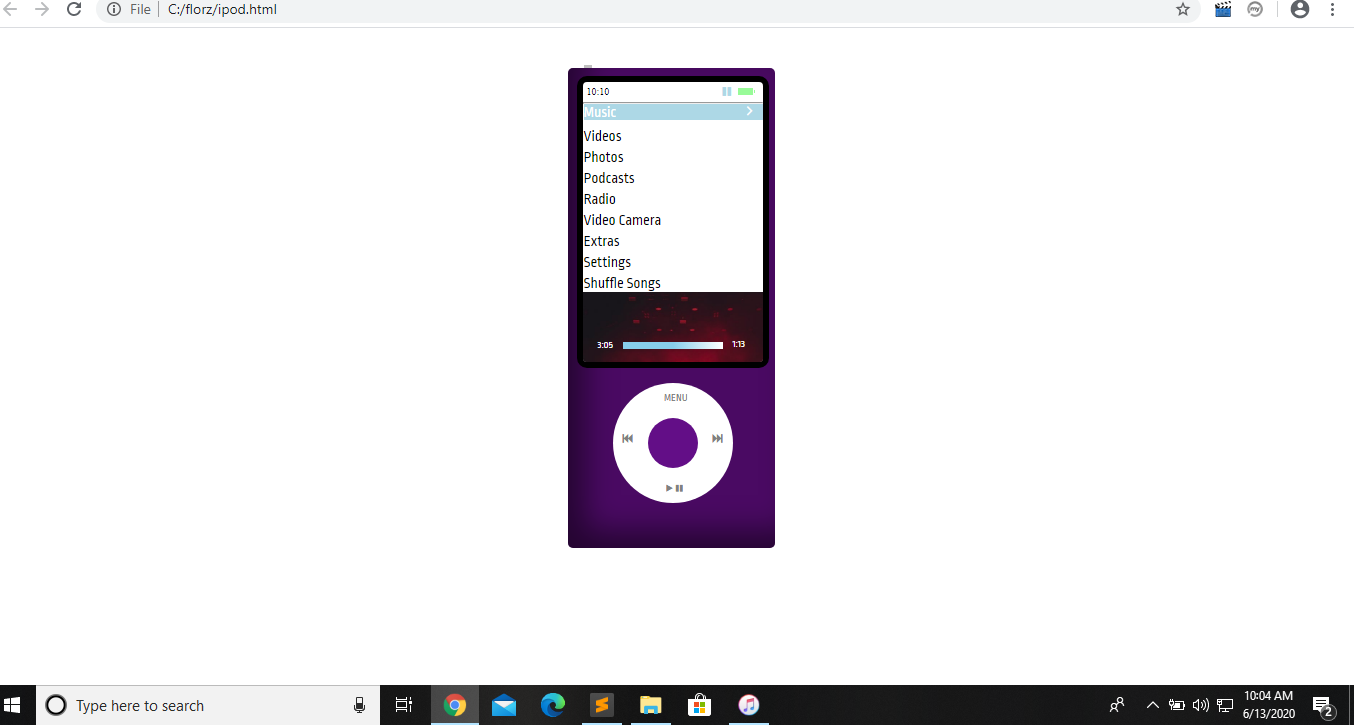 File C:/florz/ipod.html
10:10
Music
Videos
Photos
Podcasts
Radio
Video Camera
Extras
Settings
Shuffle Songs
3:05 1:13
MENU
Type here to search
10:04 AM
6/13/2020
2